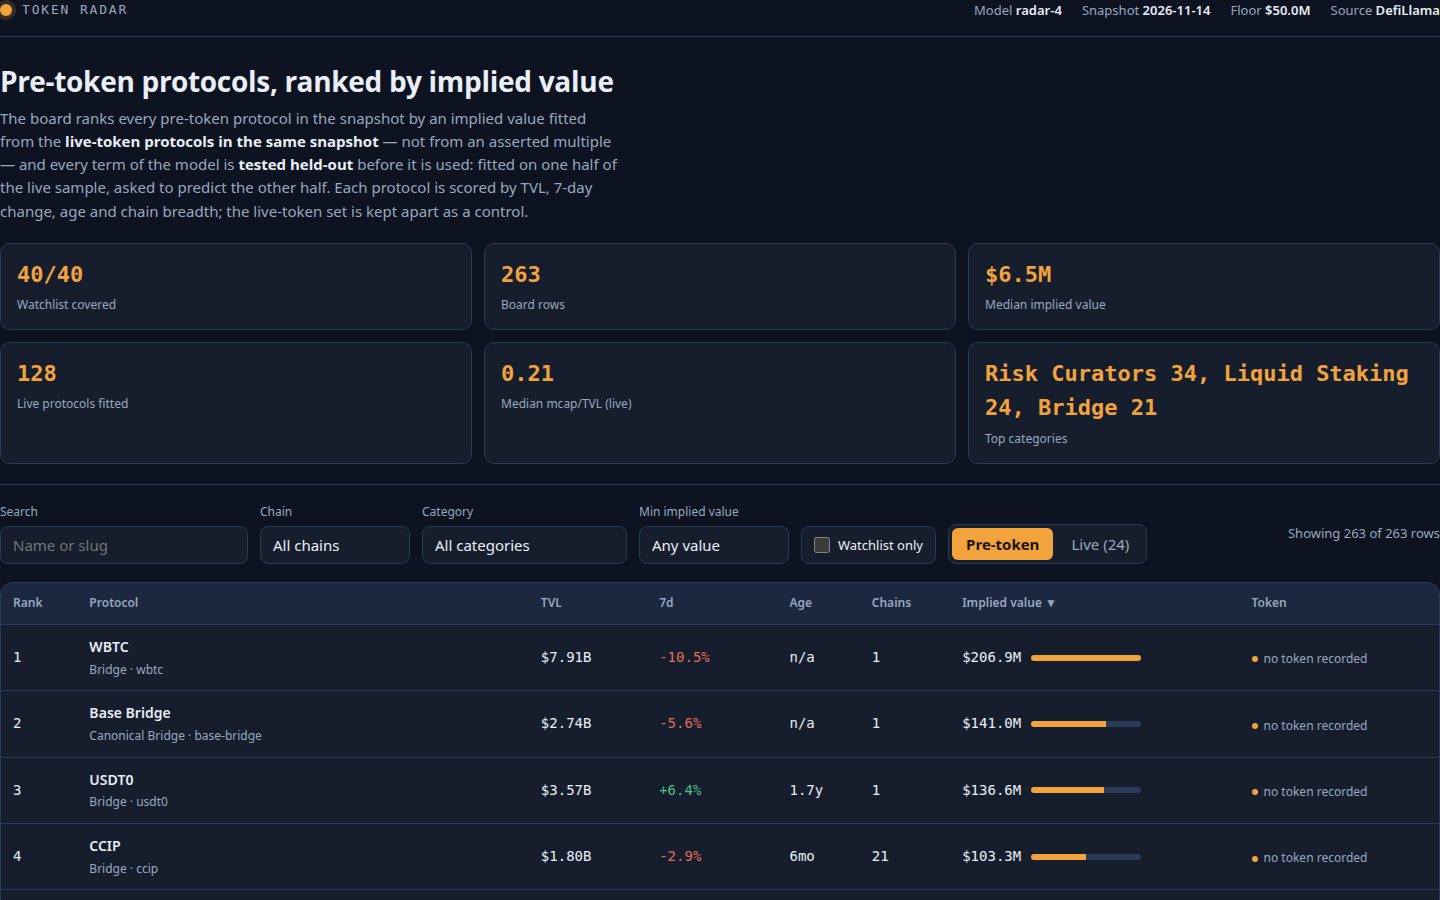 TOKEN RADAR
Model radar-4 Snapshot 2026-11-14 Floor $50.0M Source DefiLlama
Pre-token protocols, ranked by implied value
The board ranks every pre-token protocol in the snapshot by an implied value fitted
from the live-token protocols in the same snapshot — not from an asserted multiple
— and every term of the model is tested held-out before it is used: fitted on one half of
the live sample, asked to predict the other half. Each protocol is scored by TVL, 7-day
change, age and chain breadth; the live-token set is kept apart as a control.
40/40
Watchlist covered
263
Board rows
$6.5M
Median implied value
128
Live protocols fitted
0.21
Median mcap/TVL (live)
Risk Curators 34, Liquid Staking
24, Bridge 21
Top categories
Search
Name or slug
Chain
All chains
Category
All categories
Min implied value
Any value
Watchlist only
Pre-token Live (24)
Showing 263 of 263 rows
Rank Protocol TVL 7d Age Chains Implied value ▼ Token
1 WBTC $7.91B -10.5% n/a 1 $206.9M no token recorded
Bridge · wbtc
2 Base Bridge $2.74B -5.6% n/a 1 $141.0M no token recorded
Canonical Bridge · base-bridge
3 USDT0 $3.57B +6.4% 1.7y 1 $136.6M no token recorded
Bridge · usdt0
4 CCIP $1.80B -2.9% 6mo 21 $103.3M no token recorded
Bridge · ccip